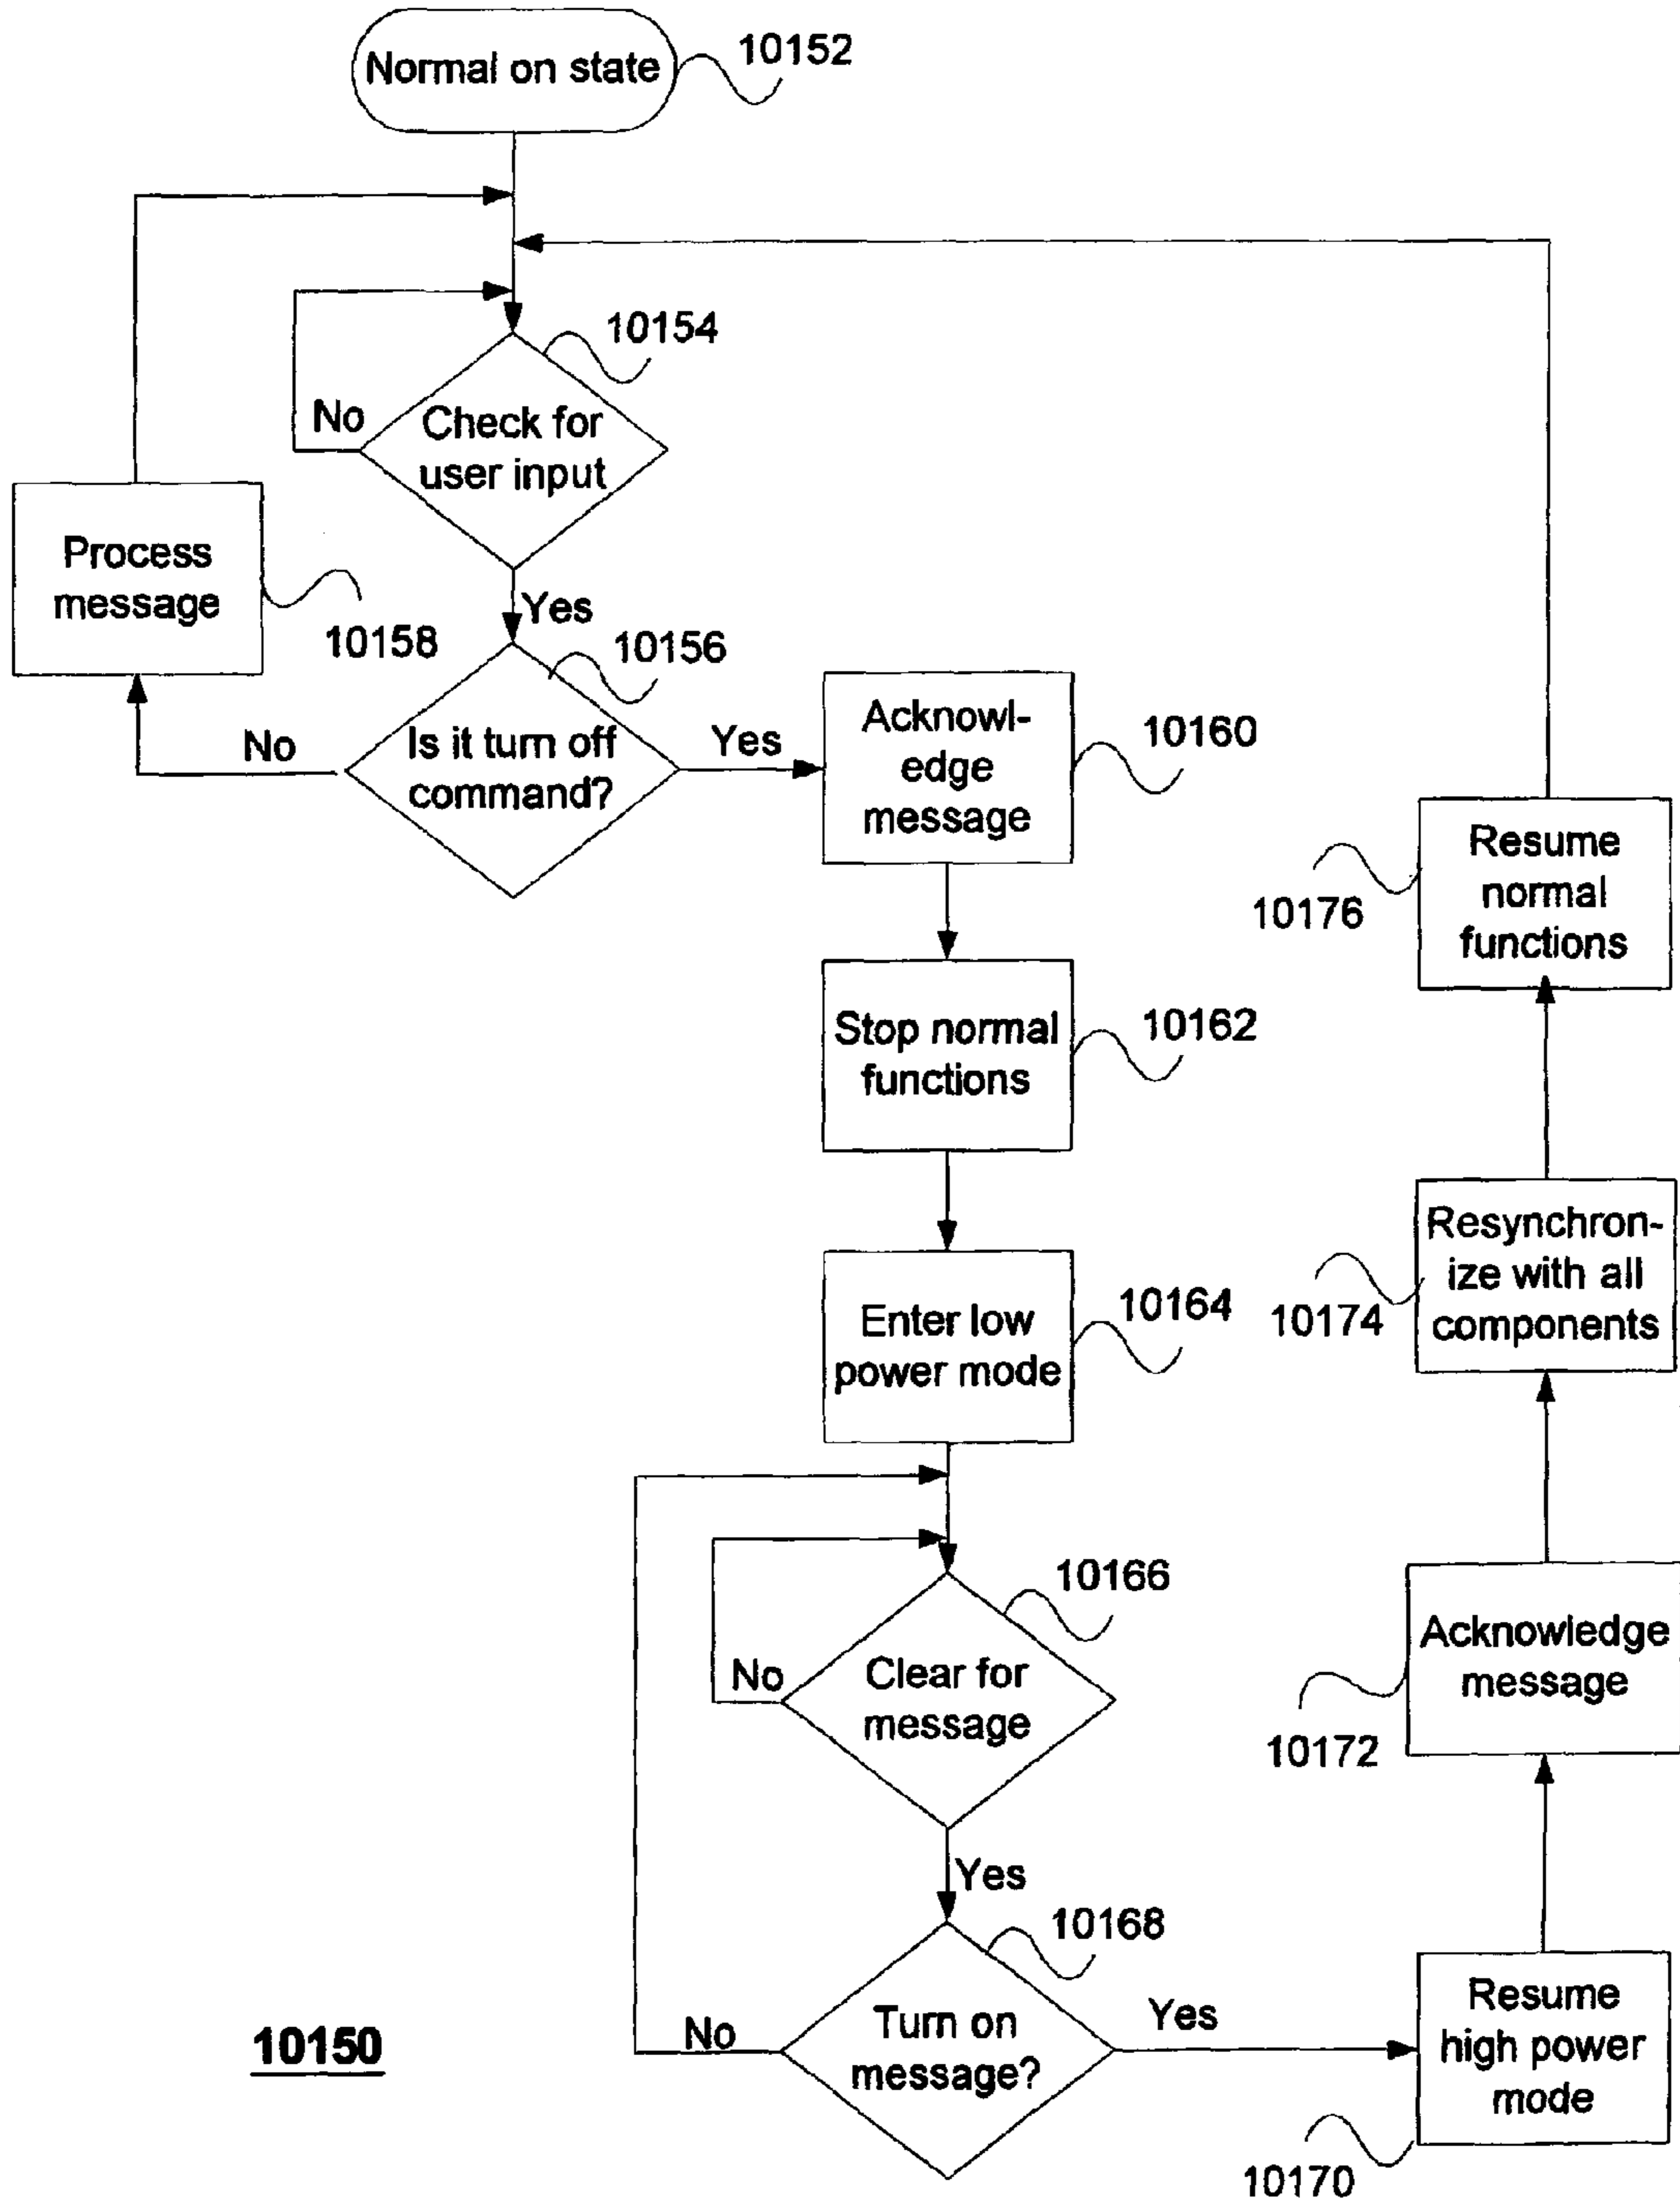 Normal on state
10152
10154
No
Check for
user input
Process
message
10158
Yes
10156
Is it turn off
command?
No
Yes
Acknowl-
edge
message
10160
Stop normal
functions
10162
Enter low
power mode
10164
10166
No
Clear for
message
Yes
10168
No
Turn on
message?
Yes
Resume
high power
mode
10170
Acknowledge
message
10172
Resynchron-
ize with all
components
10174
Resume
normal
functions
10176
10150